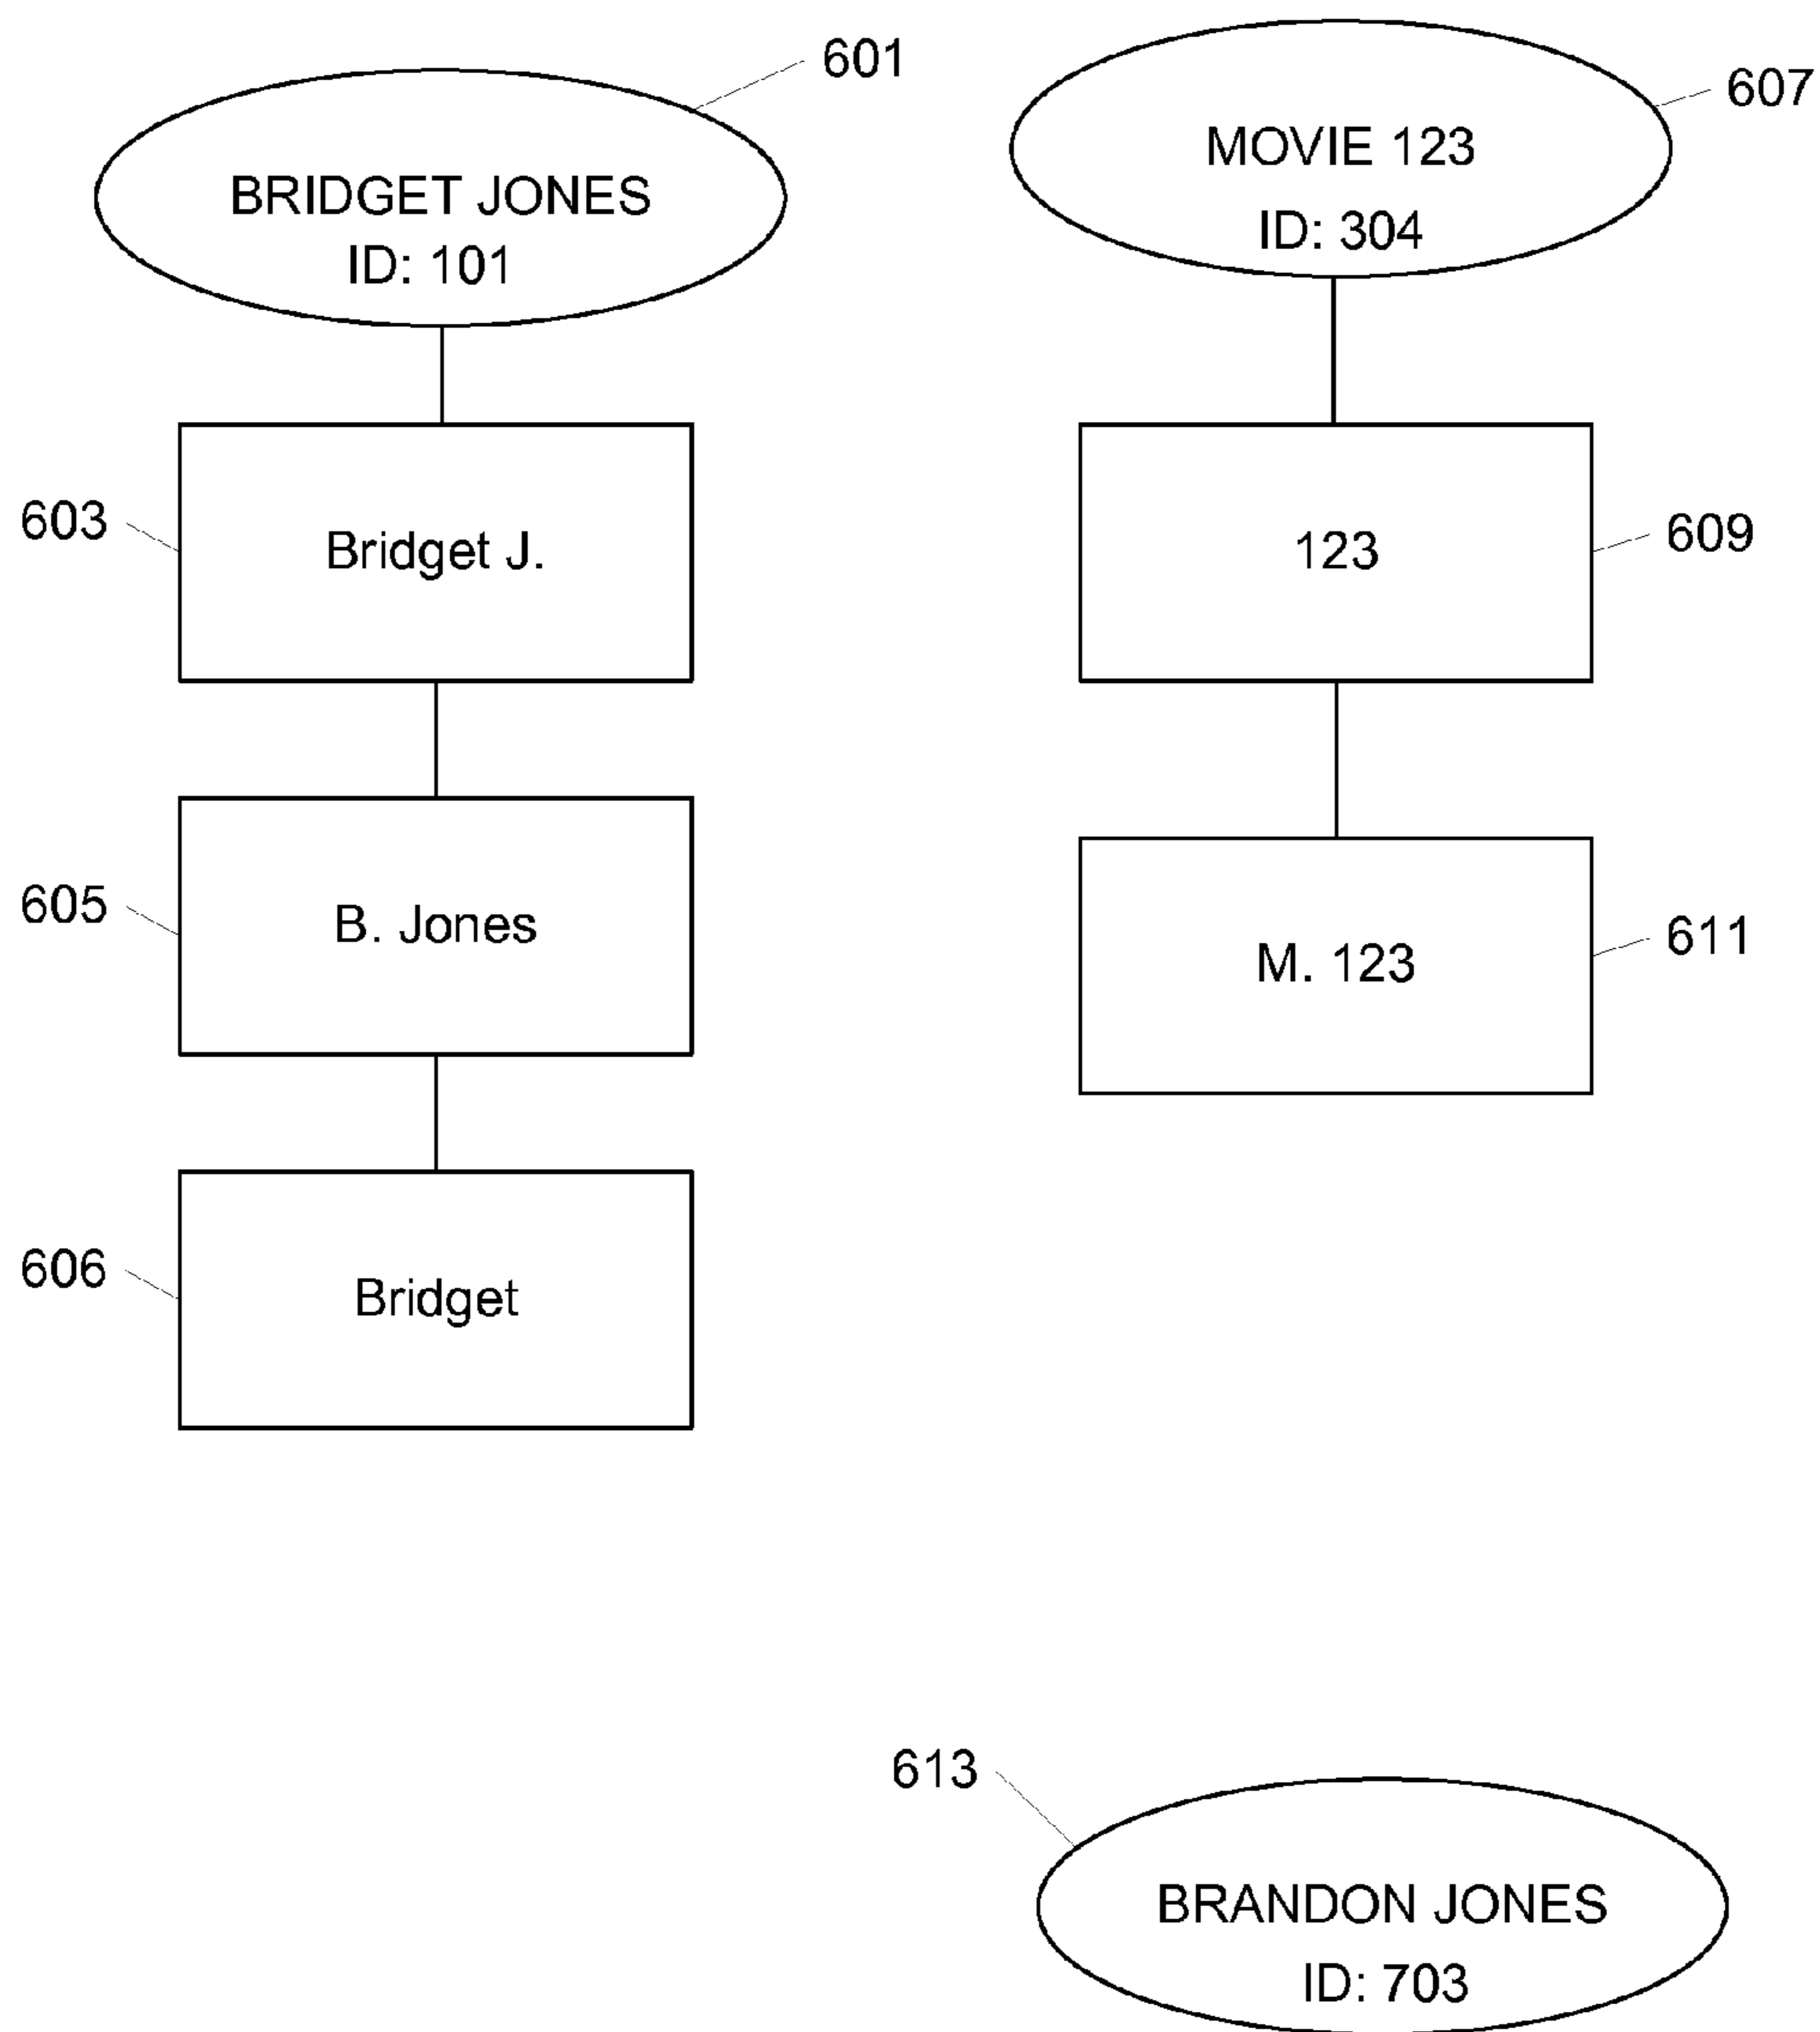 601
BRIDGET JONES
ID: 101
603
Bridget J.
605
B. Jones
606
Bridget
607
MOVIE 123
ID: 304
609
123
611
M. 123
613
BRANDON JONES
ID: 703